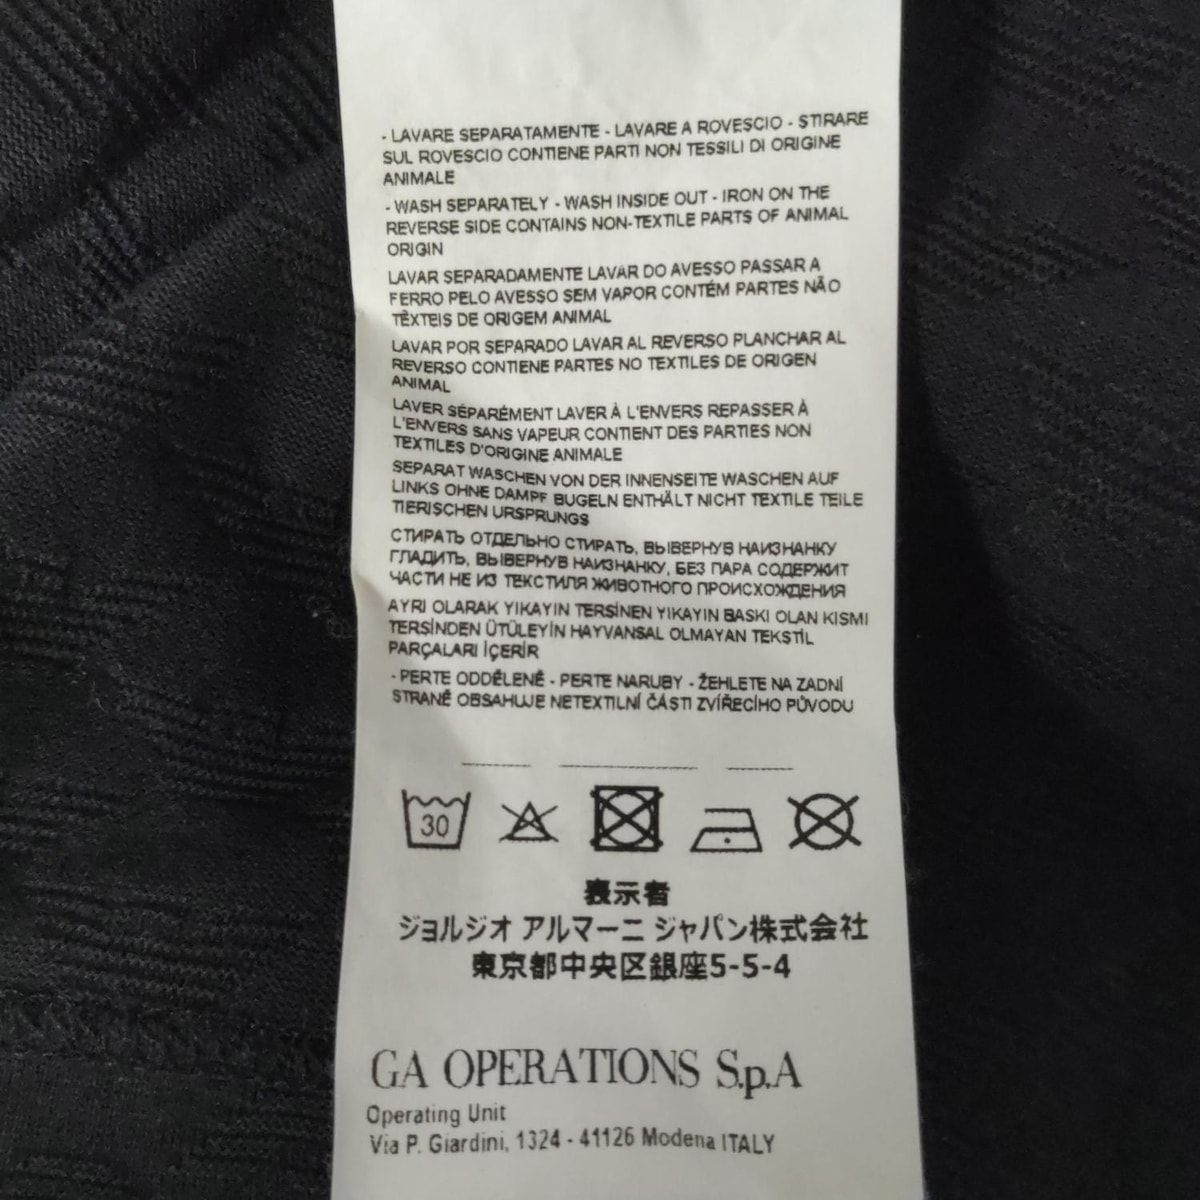 - LAVARE SEPARATAMENTE - LAVARE A ROVESCIO - STIRARE
SUL ROVESCIO CONTIENE PARTI NON TESSILI DI ORIGINE
ANIMALE
- WASH SEPARATELY - WASH INSIDE OUT - IRON ON THE
REVERSE SIDE CONTAINS NON-TEXTILE PARTS OF ANIMAL
ORIGIN
LAVAR SEPARADAMENTE LAVAR DO AVESSO PASSAR A
FERRO PELO AVESSO SEM VAPOR CONTÉM PARTES NÃO
TÊXTEIS DE ORIGEM ANIMAL
LAVAR POR SEPARADO LAVAR AL REVERSO PLANCHAR AL
REVERSO CONTIENE PARTES NO TEXTILES DE ORIGEN
ANIMAL
LAVER SÉPARÉMENT LAVER À L'ENVERS REPASSER À
L'ENVERS SANS VAPEUR CONTIENT DES PARTIES NON
TEXTILES D'ORIGINE ANIMALE
SEPARAT WASCHEN VON DER INNENSEITE WASCHEN AUF
LINKS OHNE DAMPF BUGELN ENTHÄLT NICHT TEXTILE TEILE
TIERISCHEN URSPRUNGS
СТИРАТЬ ОТДЕЛЬНО СТИРАТЬ, ВЫВЕРНУВ НАИЗНАНКУ
ГЛАДИТЬ, ВЫВЕРНУВ НАИЗНАНКУ, БЕЗ ПАРА СОДЕРЖИТ
ЧАСТИ НЕ ИЗ ТЕКСТИЛЯ ЖИВОТНОГО ПРОИСХОЖДЕНИЯ
AYRI OLARAK YIKAYIN TERSİNEN YIKAYIN BASKI OLAN KISMI
TERSİNDEN ÜTÜLEYİN HAYVANSAL OLMAYAN TEKSTİL
PARÇALARI İÇERİR
- PERTE ODDĚLENĚ - PERTE NARUBY - ŽEHLETE NA ZADNÍ
STRANĚ OBSAHUJE NETEXTILNÍ ČÁSTI ZVÍŘECÍHO PŮVODU
30
表示者
ジョルジオ アルマーニ ジャパン株式会社
東京都中央区銀座5-5-4
GA OPERATIONS S.p.A
Operating Unit
Via P. Giardini, 1324 - 41126 Modena ITALY